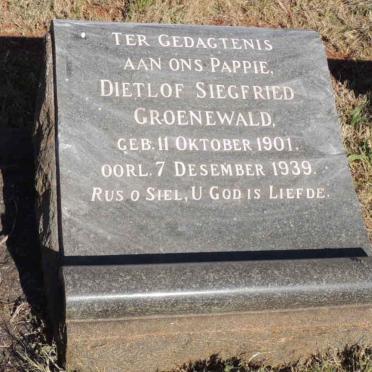 TER GEDAGTENIS
AAN ONS PAPPIE,
DIETLOF SIEGFRIED
GROENEWALD,
GEB. 11 OKTOBER 1901.
OORL. 7 DESEMBER 1939.
RUS O SIEL, U GOD IS LIEFDE.